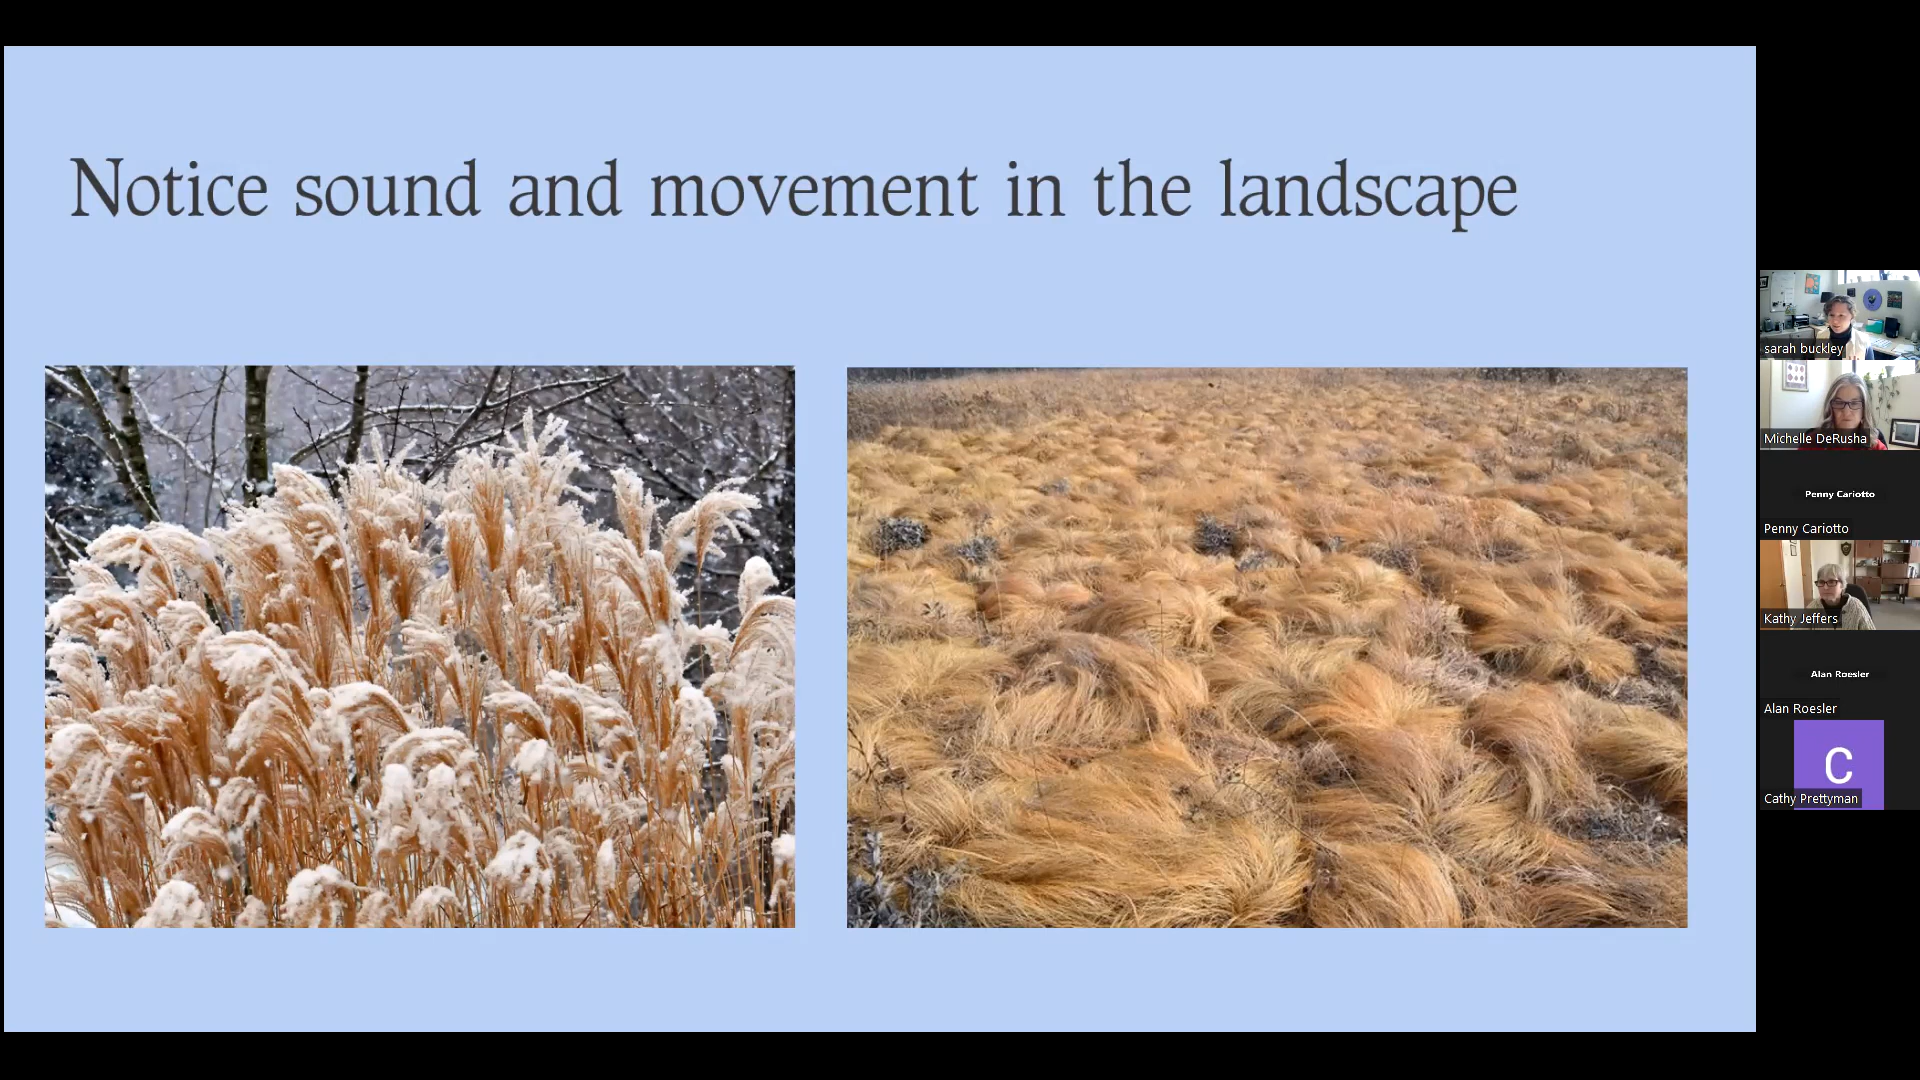 Notice sound and movement in the landscape
sarah buckley
Michelle DeRusha
Penny Cariotto
Penny Cariotto
Kathy Jeffers
Alan Roesler
Alan Roesler
C
Cathy Prettyman